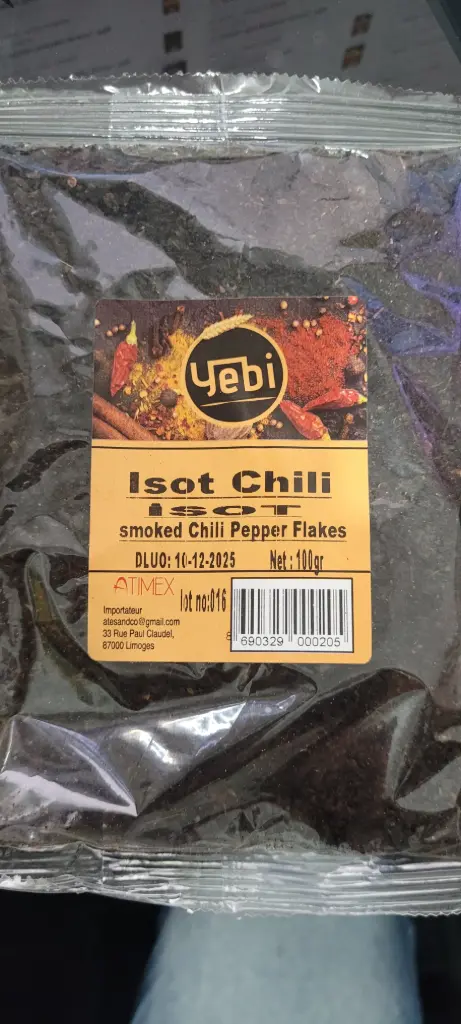 yebi
Isot Chili
ISOT
smoked Chili Pepper Flakes
DLUO: 10-12-2025 Net : 100gr
ATIMEX lot no:016
Importateur
atesandco@gmail.com
33 Rue Paul Claudel,
87000 Limoges
8 690329 000205